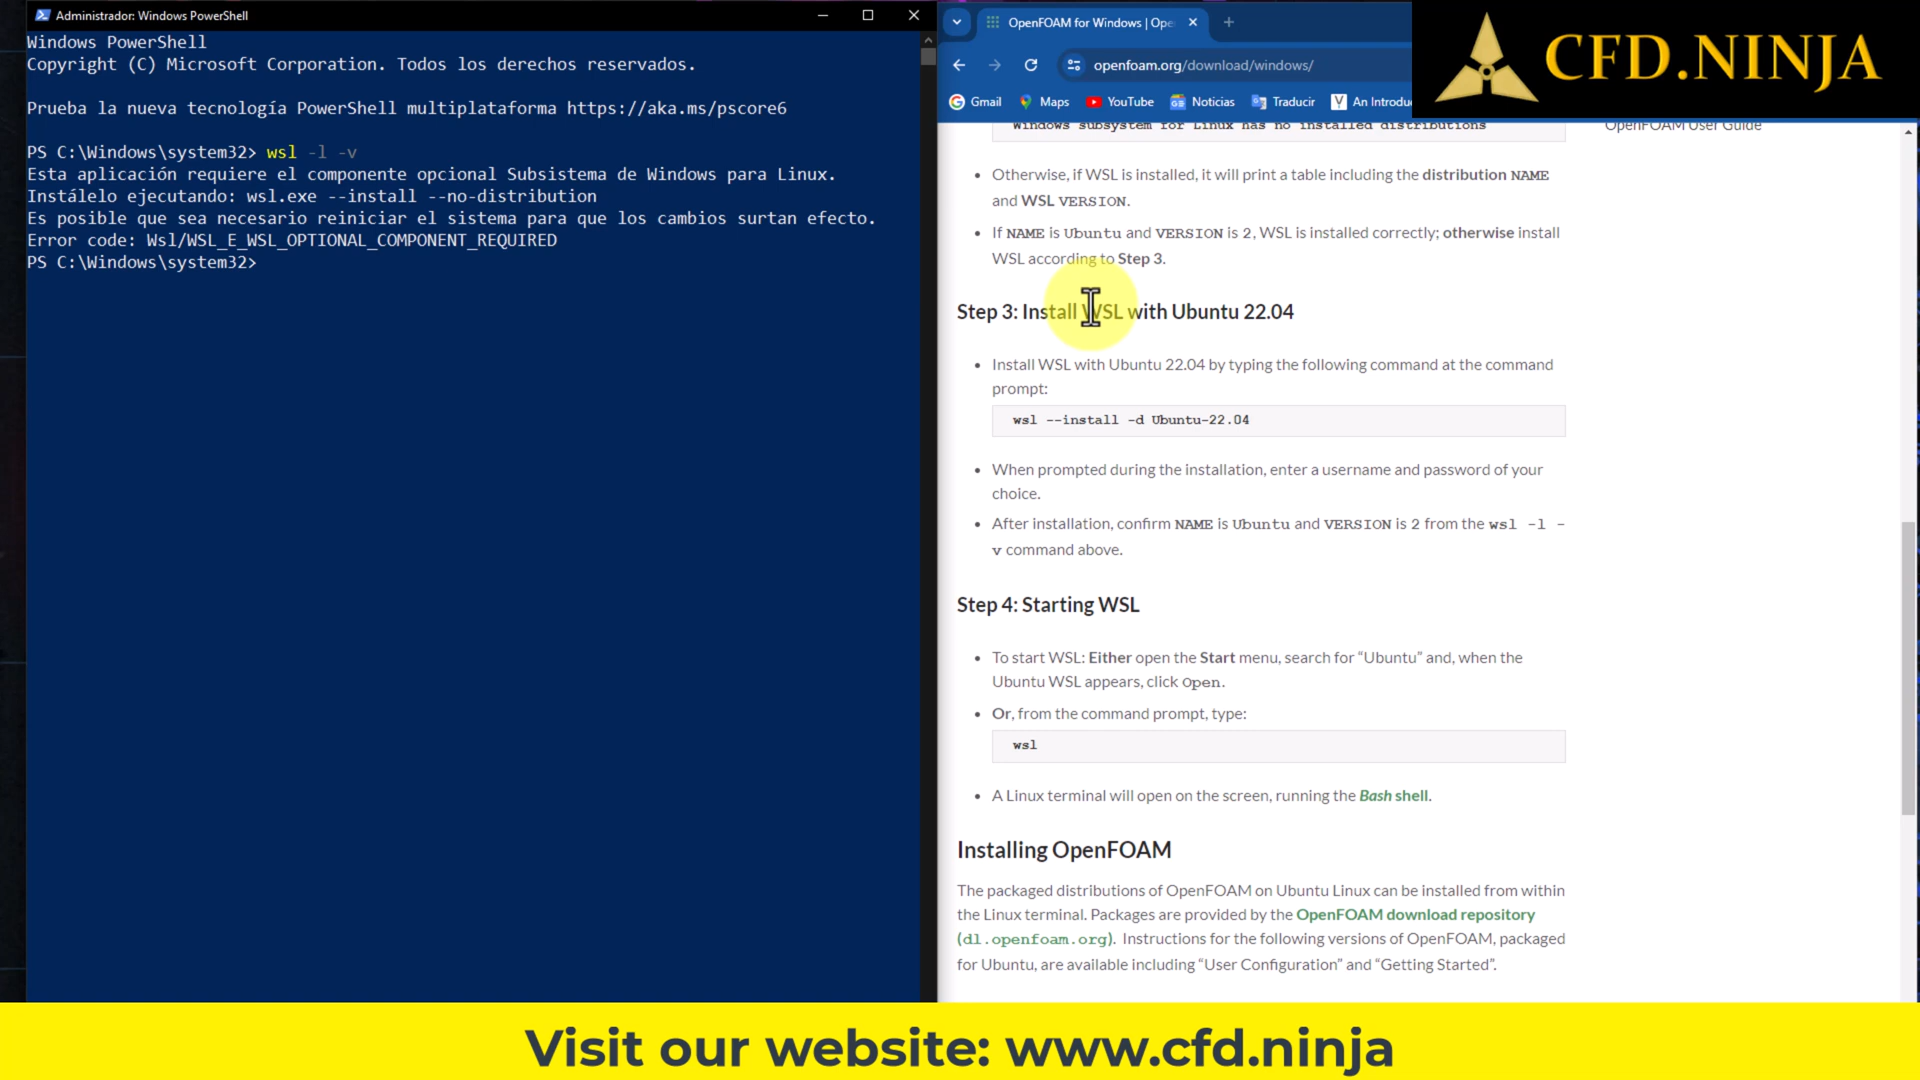 Administrador: Windows PowerShell
Windows PowerShell
Copyright (C) Microsoft Corporation. Todos los derechos reservados.
Prueba la nueva tecnología PowerShell multiplataforma https://aka.ms/pscore6
PS C:\Windows\system32> wsl -l -v
Esta aplicación requiere el componente opcional Subsistema de Windows para Linux.
Instálelo ejecutando: wsl.exe --install --no-distribution
Es posible que sea necesario reiniciar el sistema para que los cambios surtan efecto.
Error code: Wsl/WSL_E_WSL_OPTIONAL_COMPONENT_REQUIRED
PS C:\Windows\system32>
OpenFOAM for Windows | Ope
openfoam.org/download/windows/
Gmail Maps YouTube Noticias Traducir An Introdu
CFD.NINJA
Windows subsystem for Linux has no installed distributions
OpenFOAM User Guide
• Otherwise, if WSL is installed, it will print a table including the distribution NAME
and WSL VERSION.
• If NAME is Ubuntu and VERSION is 2, WSL is installed correctly; otherwise install
WSL according to Step 3.
Step 3: Install WSL with Ubuntu 22.04
• Install WSL with Ubuntu 22.04 by typing the following command at the command
prompt:
wsl --install -d Ubuntu-22.04
• When prompted during the installation, enter a username and password of your
choice.
• After installation, confirm NAME is Ubuntu and VERSION is 2 from the wsl -l -
v command above.
Step 4: Starting WSL
• To start WSL: Either open the Start menu, search for “Ubuntu” and, when the
Ubuntu WSL appears, click Open.
• Or, from the command prompt, type:
wsl
• A Linux terminal will open on the screen, running the Bash shell.
Installing OpenFOAM
The packaged distributions of OpenFOAM on Ubuntu Linux can be installed from within
the Linux terminal. Packages are provided by the OpenFOAM download repository
(dl.openfoam.org). Instructions for the following versions of OpenFOAM, packaged
for Ubuntu, are available including “User Configuration” and “Getting Started”.
Visit our website: www.cfd.ninja